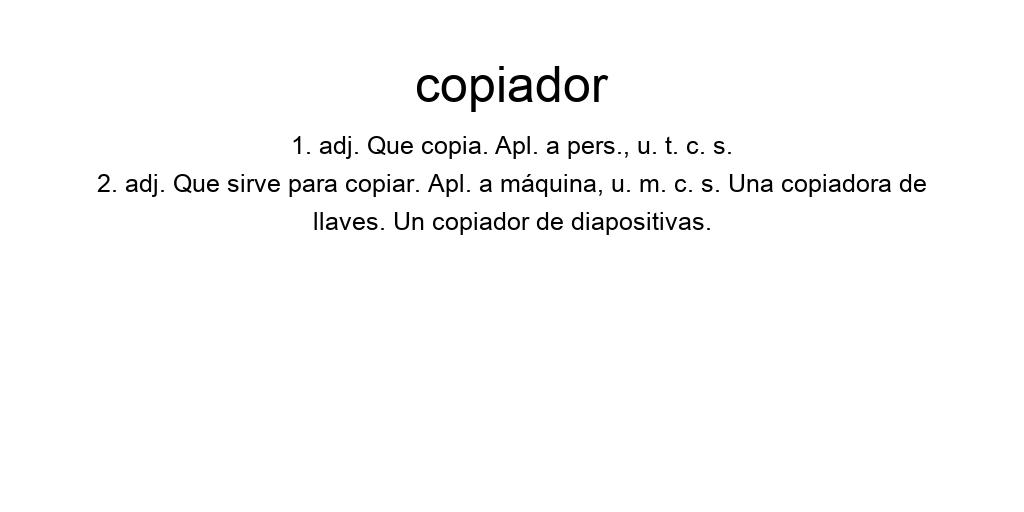 copiador
1. adj. Que copia. Apl. a pers., u. t. c. s.
2. adj. Que sirve para copiar. Apl. a máquina, u. m. c. s. Una copiadora de
llaves. Un copiador de diapositivas.